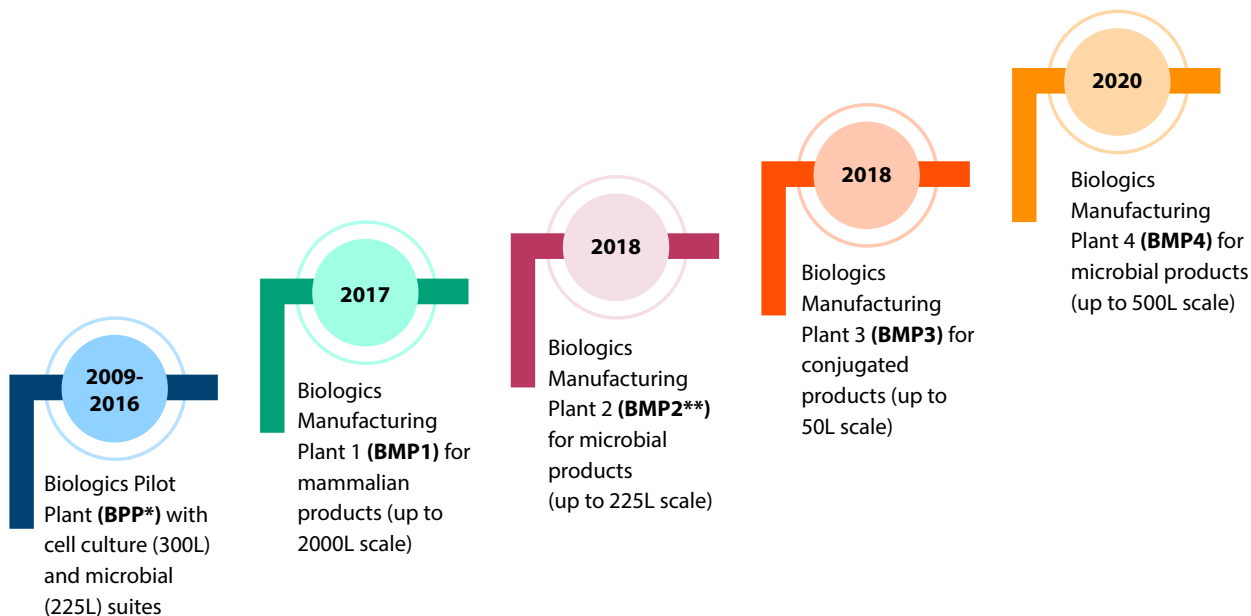 2009-
2016
Biologics Pilot
Plant (BPP*) with
cell culture (300L)
and microbial
(225L) suites
2017
Biologics
Manufacturing
Plant 1 (BMP1) for
mammalian
products (up to
2000L scale)
2018
Biologics
Manufacturing
Plant 2 (BMP2**)
for microbial
products
(up to 225L scale)
2018
Biologics
Manufacturing
Plant 3 (BMP3) for
conjugated
products (up to
50L scale)
2020
Biologics
Manufacturing
Plant 4 (BMP4) for
microbial products
(up to 500L scale)